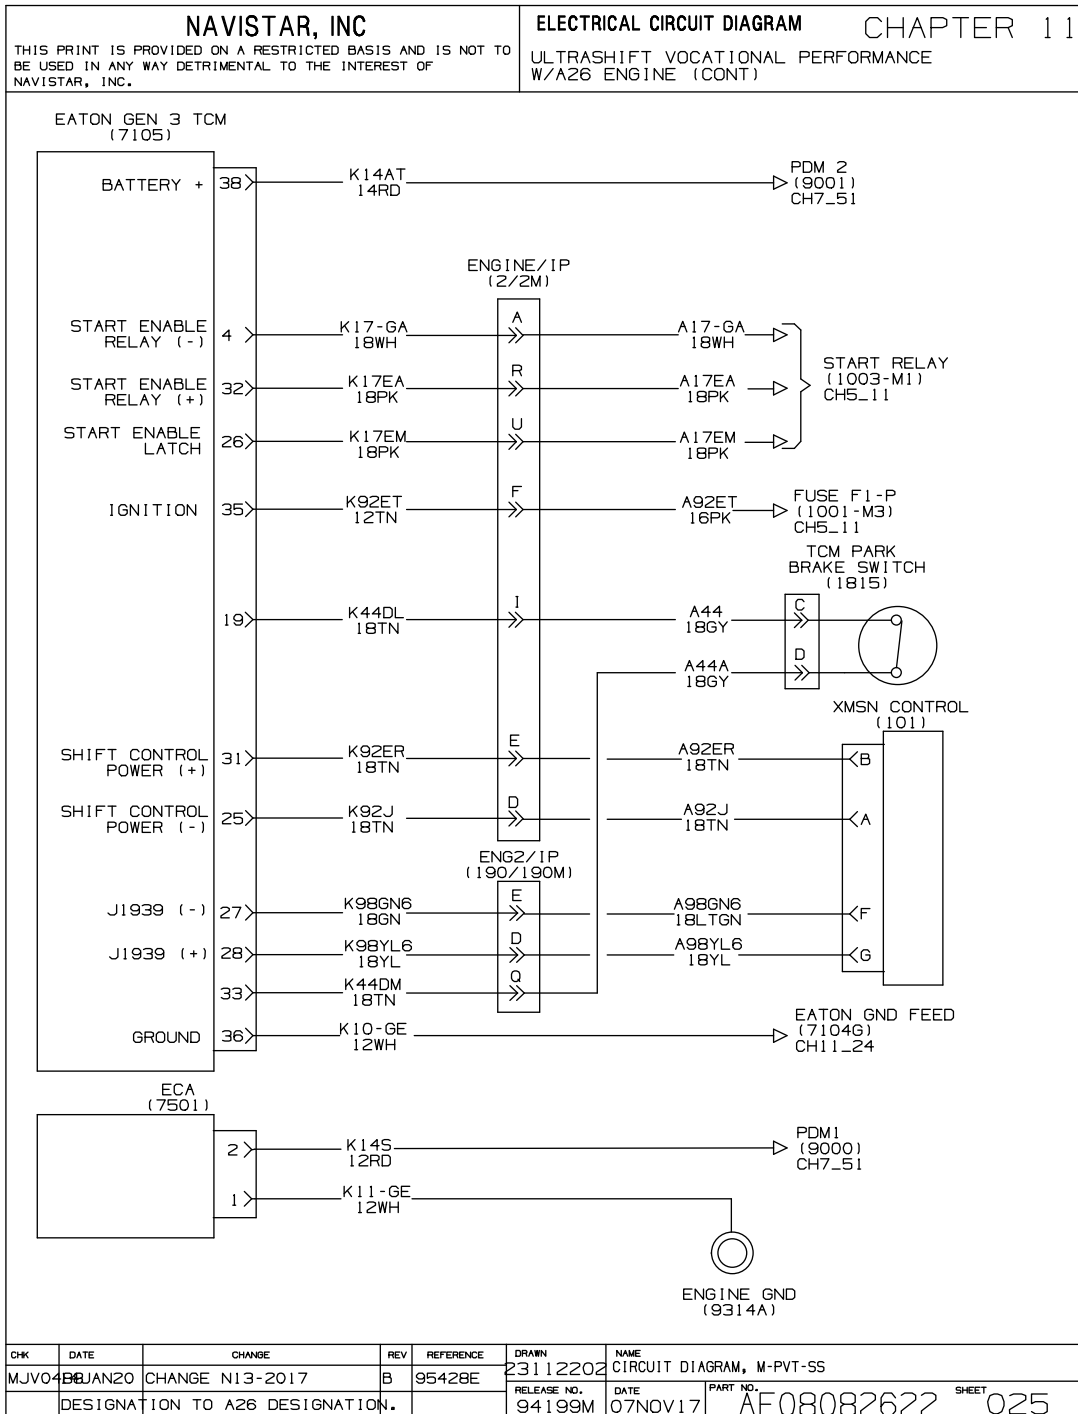 NAVISTAR, INC
THIS PRINT IS PROVIDED ON A RESTRICTED BASIS AND IS NOT TO
BE USED IN ANY WAY DETRIMENTAL TO THE INTEREST OF
NAVISTAR, INC.
ELECTRICAL CIRCUIT DIAGRAM
CHAPTER 11
ULTRASHIFT VOCATIONAL PERFORMANCE
W/A26 ENGINE (CONT)
EATON GEN 3 TCM
(7105)
BATTERY +
38
K14AT
14RD
PDM 2
(9001)
CH7_51
ENGINE/IP
(2/2M)
START ENABLE
RELAY (-)
4
K17-GA
18WH
A
A17-GA
18WH
START ENABLE
RELAY (+)
32
K17EA
18PK
R
A17EA
18PK
START RELAY
(1003-M1)
CH5_11
START ENABLE
LATCH
26
K17EM
18PK
U
A17EM
18PK
IGNITION
35
K92ET
12TN
F
A92ET
16PK
FUSE F1-P
(1001-M3)
CH5_11
TCM PARK
BRAKE SWITCH
(1815)
19
K44DL
18TN
I
A44
18GY
C
A44A
18GY
D
XMSN CONTROL
(101)
SHIFT CONTROL
POWER (+)
31
K92ER
18TN
E
A92ER
18TN
B
SHIFT CONTROL
POWER (-)
25
K92J
18TN
D
A92J
18TN
A
ENG2/IP
(190/190M)
J1939 (-)
27
K98GN6
18GN
E
A98GN6
18LTGN
F
J1939 (+)
28
K98YL6
18YL
D
A98YL6
18YL
G
33
K44DM
18TN
Q
GROUND
36
K10-GE
12WH
EATON GND FEED
(7104G)
CH11_24
ECA
(7501)
2
K14S
12RD
PDM1
(9000)
CH7_51
1
K11-GE
12WH
ENGINE GND
(9314A)
CHK DATE CHANGE REV REFERENCE DRAWN NAME
CHANGE N13-2017 B 95428E 23112202 CIRCUIT DIAGRAM, M-PVT-SS
DESIGNATION TO A26 DESIGNATION.
RELEASE NO. DATE PART NO. SHEET
94199M 07NOV17 AF08087622 025